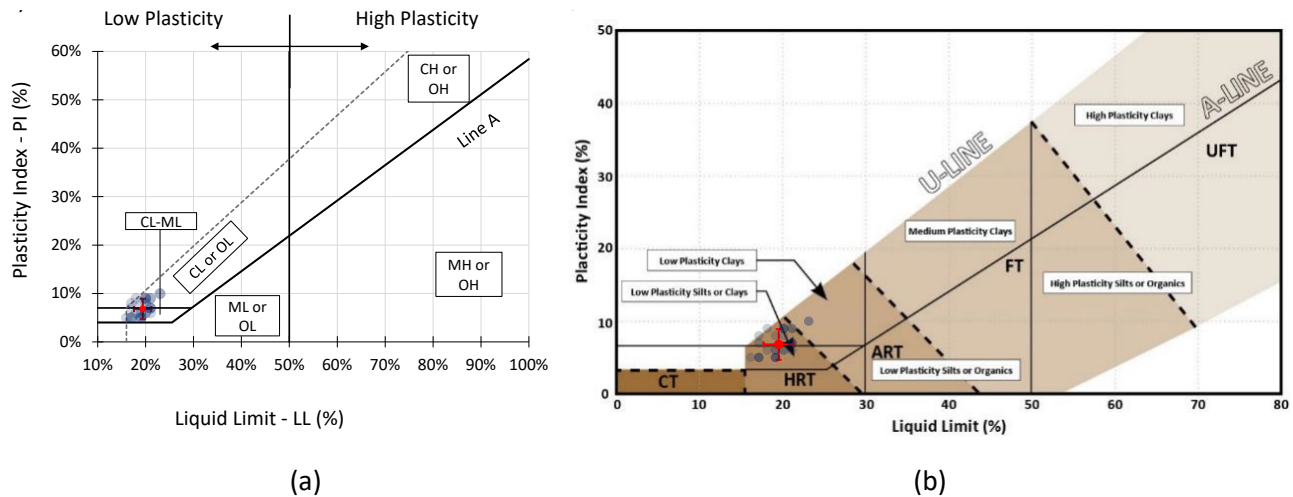 Low Plasticity
High Plasticity
Plasticity Index - PI (%)
60%
50%
40%
30%
20%
10%
0%
CH or
OH
Line A
CL-ML
CL or OL
ML or
OL
MH or
OH
10% 20% 30% 40% 50% 60% 70% 80% 90% 100%
Liquid Limit - LL (%)
(a)
Placticity Index (%)
50
40
30
20
10
0
U-LINE
A-LINE
High Plasticity Clays
UFT
Medium Plasticity Clays
FT
Low Plasticity Clays
Low Plasticity Silts or Clays
High Plasticity Silts or Organics
ART
Low Plasticity Silts or Organics
CT
HRT
0 10 20 30 40 50 60 70 80
Liquid Limit (%)
(b)